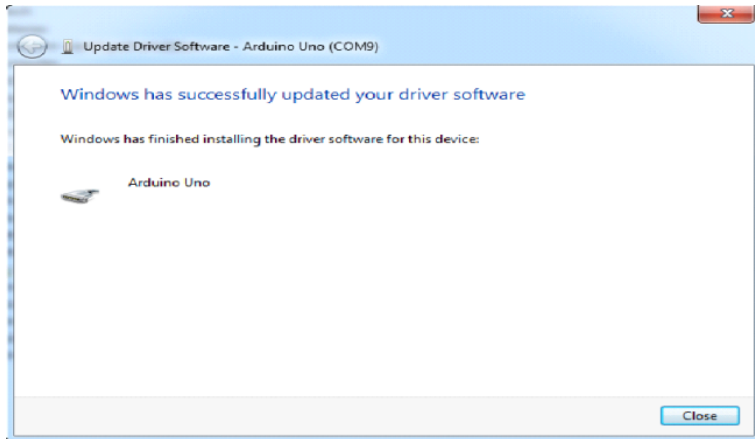 Update Driver Software - Arduino Uno (COM9)
Windows has successfully updated your driver software
Windows has finished installing the driver software for this device:
Arduino Uno
Close